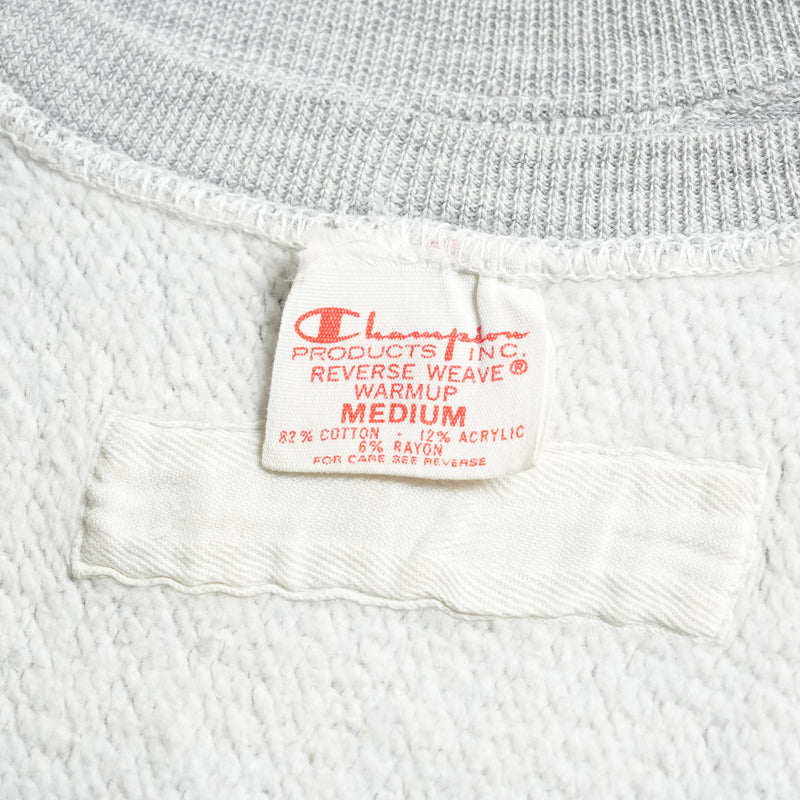 Champion
PRODUCTS INC.
REVERSE WEAVE®
WARMUP
MEDIUM
82% COTTON · 12% ACRYLIC
6% RAYON
FOR CARE SEE REVERSE